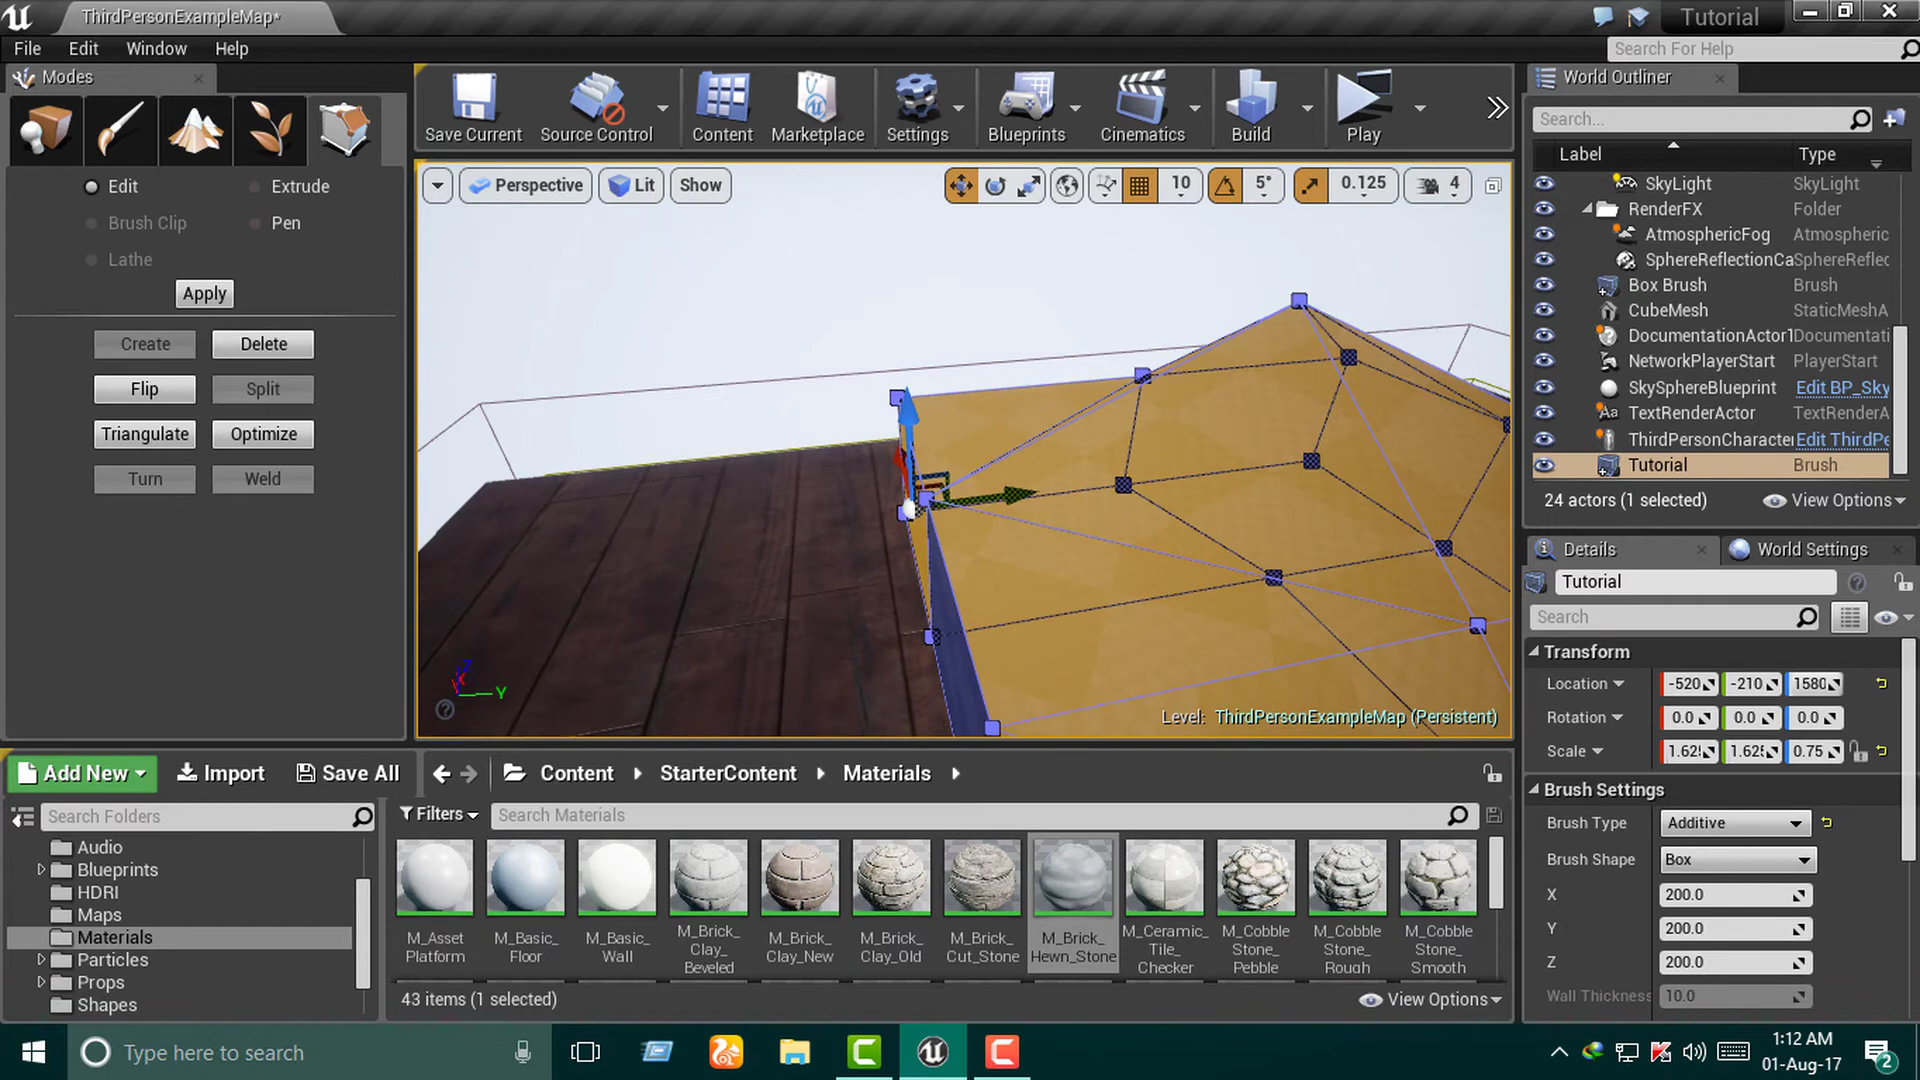 ThirdPersonExampleMap*
Tutorial
File Edit Window Help
Search For Help
Modes
Edit
Extrude
Brush Clip
Pen
Lathe
Apply
Create
Delete
Flip
Split
Triangulate
Optimize
Turn
Weld
Save Current
Source Control
Content
Marketplace
Settings
Blueprints
Cinematics
Build
Play
Perspective
Lit
Show
10
5°
0.125
4
Z
X
Y
Level: ThirdPersonExampleMap (Persistent)
World Outliner
Search...
Label
Type
SkyLight SkyLight
RenderFX Folder
AtmosphericFog Atmospheric
SphereReflectionCa SphereReflec
Box Brush Brush
CubeMesh StaticMeshA
DocumentationActor1 Documentati
NetworkPlayerStart PlayerStart
SkySphereBlueprint Edit BP_Sky
TextRenderActor TextRenderA
ThirdPersonCharacter Edit ThirdPe
Tutorial Brush
24 actors (1 selected)
View Options
Details
World Settings
Tutorial
Search
Transform
Location -520 -210 1580
Rotation 0.0 0.0 0.0
Scale 1.62 1.625 0.75
Brush Settings
Brush Type Additive
Brush Shape Box
X 200.0
Y 200.0
Z 200.0
Wall Thickness 10.0
Add New
Import
Save All
Content
StarterContent
Materials
Search Folders
Audio
Blueprints
HDRI
Maps
Materials
Particles
Props
Shapes
Filters
Search Materials
M_Asset
Platform
M_Basic_
Floor
M_Basic_
Wall
M_Brick_
Clay_
Beveled
M_Brick_
Clay_New
M_Brick_
Clay_Old
M_Brick_
Cut_Stone
M_Brick_
Hewn_Stone
M_Ceramic_
Tile_
Checker
M_Cobble
Stone_
Pebble
M_Cobble
Stone_
Rough
M_Cobble
Stone_
Smooth
43 items (1 selected)
View Options
Type here to search
1:12 AM
01-Aug-17
2